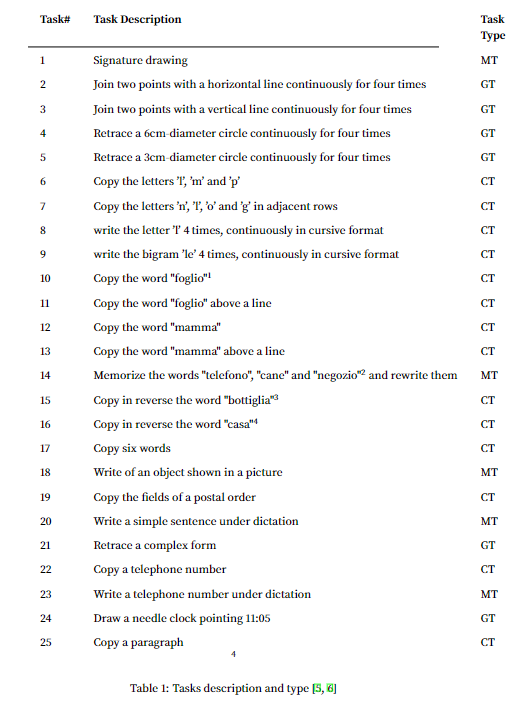 Task# Task Description Task
Type
1 Signature drawing MT
2 Join two points with a horizontal line continuously for four times GT
3 Join two points with a vertical line continuously for four times GT
4 Retrace a 6cm-diameter circle continuously for four times GT
5 Retrace a 3cm-diameter circle continuously for four times GT
6 Copy the letters 'l', 'm' and 'p' CT
7 Copy the letters 'n', 'l', 'o' and 'g' in adjacent rows CT
8 write the letter 'l' 4 times, continuously in cursive format CT
9 write the bigram 'le' 4 times, continuously in cursive format CT
10 Copy the word "foglio"1 CT
11 Copy the word "foglio" above a line CT
12 Copy the word "mamma" CT
13 Copy the word "mamma" above a line CT
14 Memorize the words "telefono", "cane" and "negozio"2 and rewrite them MT
15 Copy in reverse the word "bottiglia"3 CT
16 Copy in reverse the word "casa"4 CT
17 Copy six words CT
18 Write of an object shown in a picture MT
19 Copy the fields of a postal order CT
20 Write a simple sentence under dictation MT
21 Retrace a complex form GT
22 Copy a telephone number CT
23 Write a telephone number under dictation MT
24 Draw a needle clock pointing 11:05 GT
25 Copy a paragraph CT
4
Table 1: Tasks description and type [5, 6]